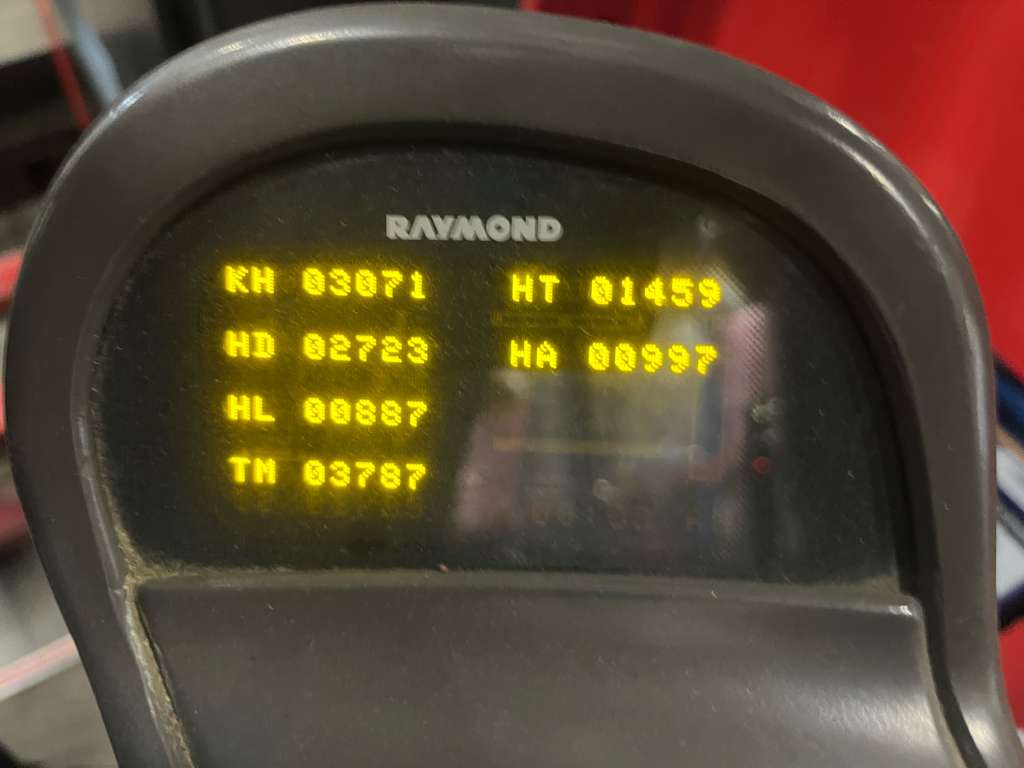 RAYMOND
KH 03071 HT 01459
HD 02723 HA 00997
HL 00887
TM 03787